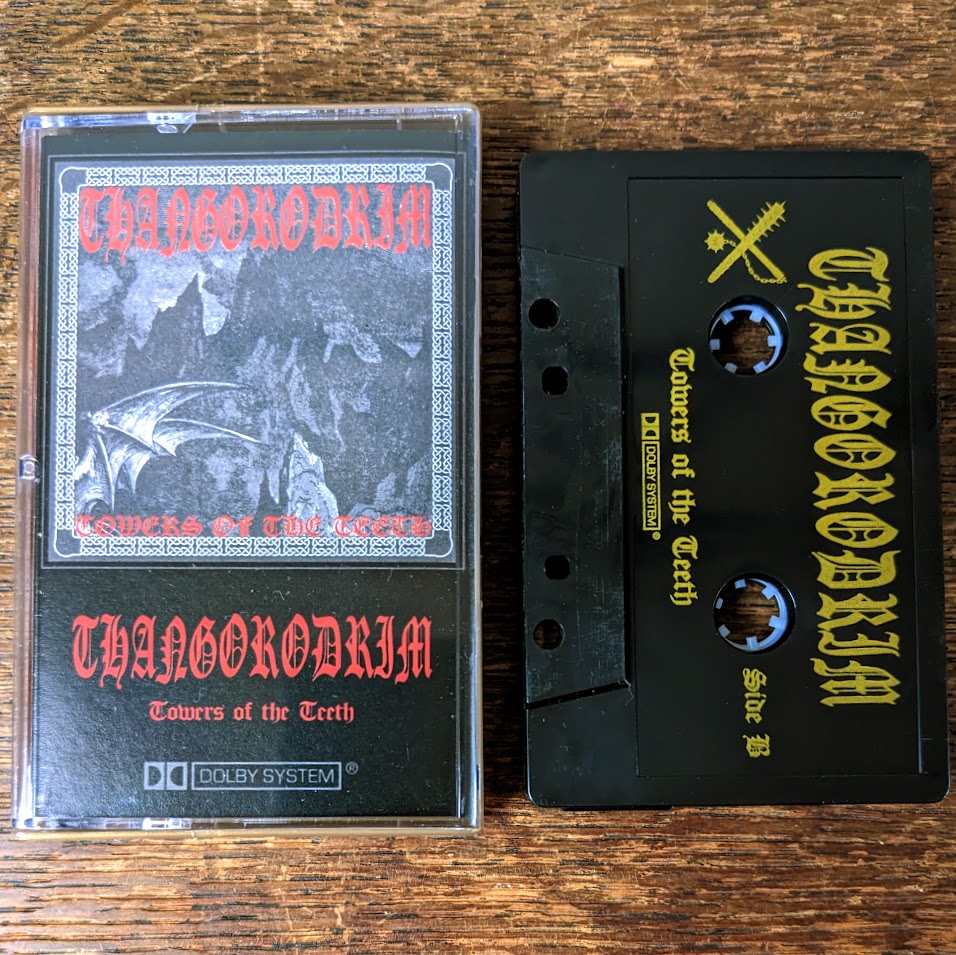 THANGORODRIM
TOWERS OF THE TEETH
THANGORODRIM
Towers of the Teeth
DOLBY SYSTEM®
THANGORODRIM
Towers of the Teeth
DOLBY SYSTEM®
Side B